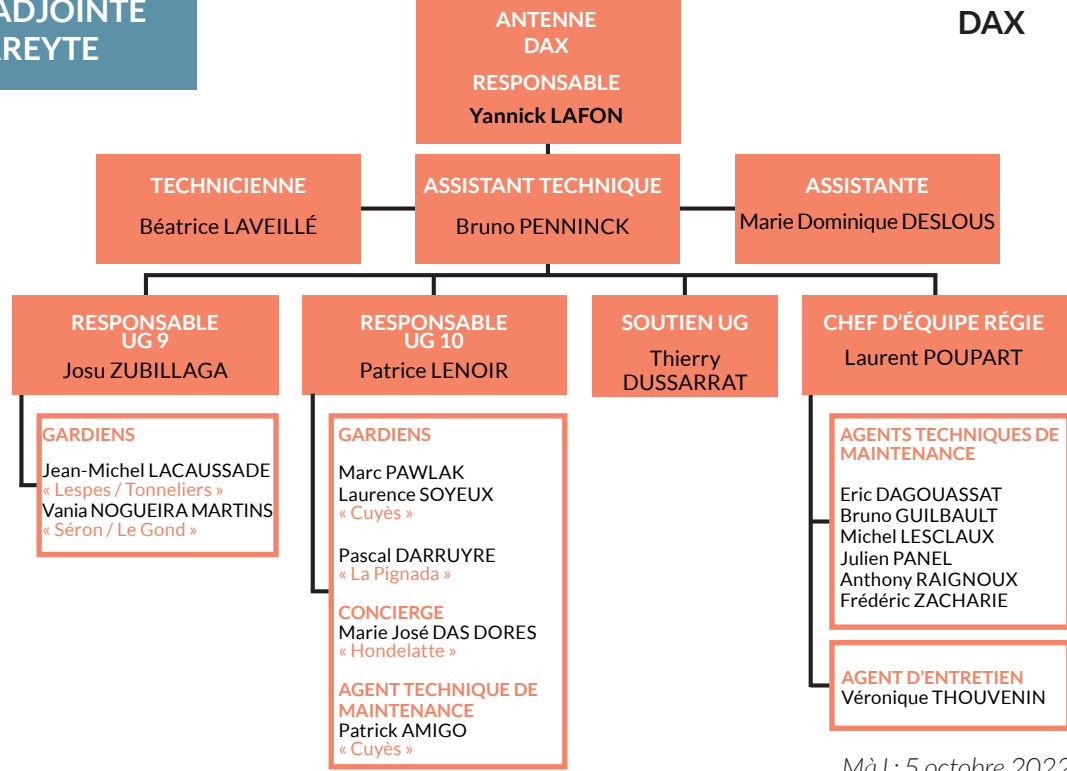 ADJOINTE
ANTENNE
DAX
RESPONSABLE
Yannick LAFON
DAX
TECHNICIENNE
Béatrice LAVEILLÉ
ASSISTANT TECHNIQUE
Bruno PENNINCK
ASSISTANTE
Marie Dominique DESLOUS
RESPONSABLE
UG 9
Josu ZUBILLAGA
RESPONSABLE
UG 10
Patrice LENOIR
SOUTIEN UG
Thierry
DUSSARRAT
CHEF D'ÉQUIPE RÉGIE
Laurent POUPART
GARDIENS
Jean-Michel LACAUSSADE
« Lespes / Tonneliers »
Vania NOGUEIRA MARTINS
« Séron / Le Gond »
GARDIENS
Marc PAWLAK
Laurence SOYEUX
« Cuyès »
Pascal DARRUYRE
« La Pignada »
CONCIERGE
Marie José DAS DORES
« Hondelatte »
AGENT TECHNIQUE DE
MAINTENANCE
Patrick AMIGO
« Cuyès »
AGENTS TECHNIQUES DE
MAINTENANCE
Eric DAGOUASSAT
Bruno GUILBAULT
Michel LESCLAUX
Julien PANEL
Anthony RAIGNOUX
Frédéric ZACHARIE
AGENT D'ENTRETIEN
Véronique THOUVENIN
MàJ : 5 octobre 2022